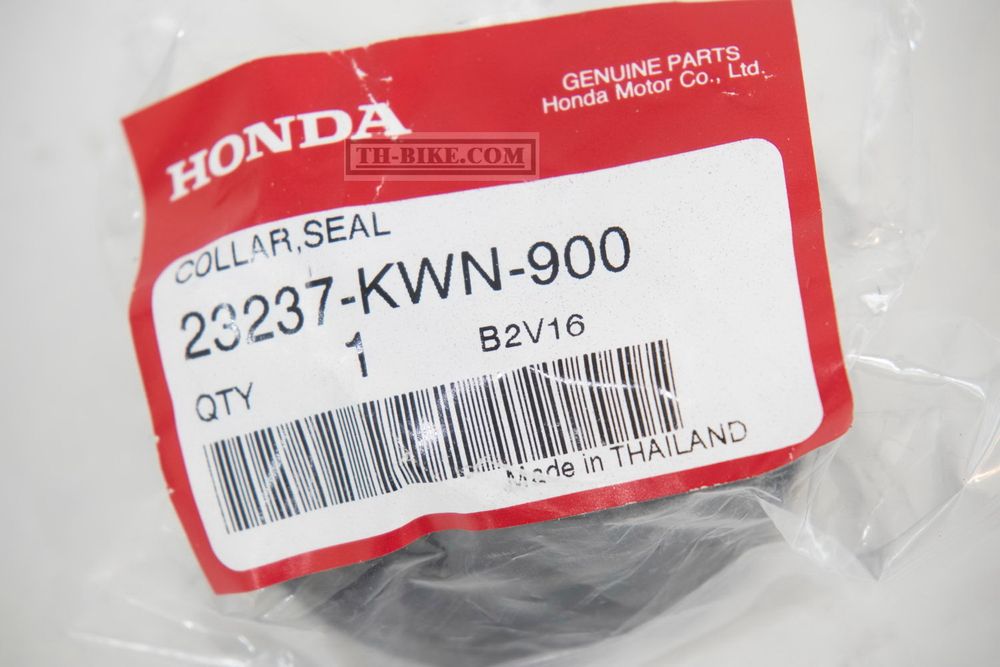 GENUINE PARTS
Honda Motor Co., Ltd.
HONDA
TH-BIKE.COM
COLLAR,SEAL
23237-KWN-900
1 B2V16
QTY
Made in THAILAND